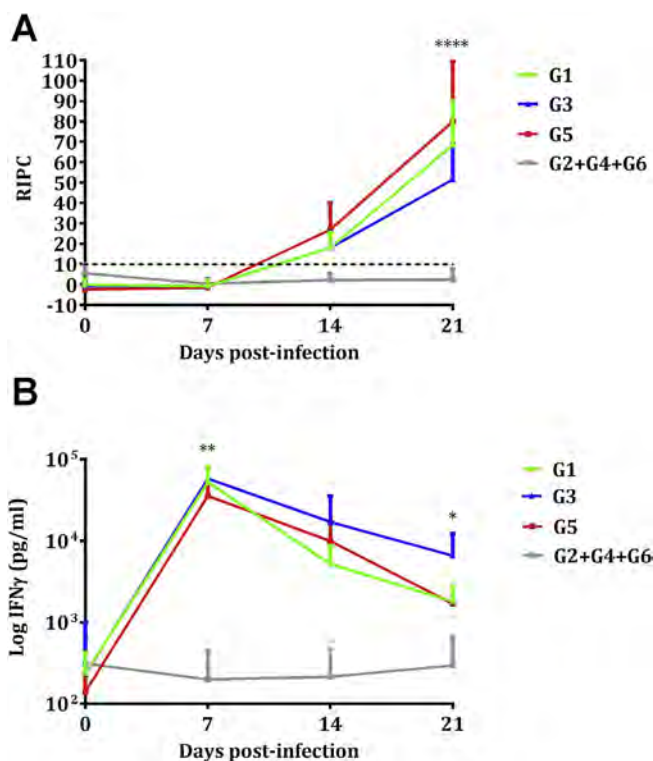 A
****
110
100
90
80
70
60
50
40
30
20
10
0
-10
RIPC
0 7 14 21
Days post-infection
G1
G3
G5
G2+G4+G6
B
**
*
10⁵
10⁴
10³
10²
Log IFNγ (pg/ml)
0 7 14 21
Days post-infection
G1
G3
G5
G2+G4+G6